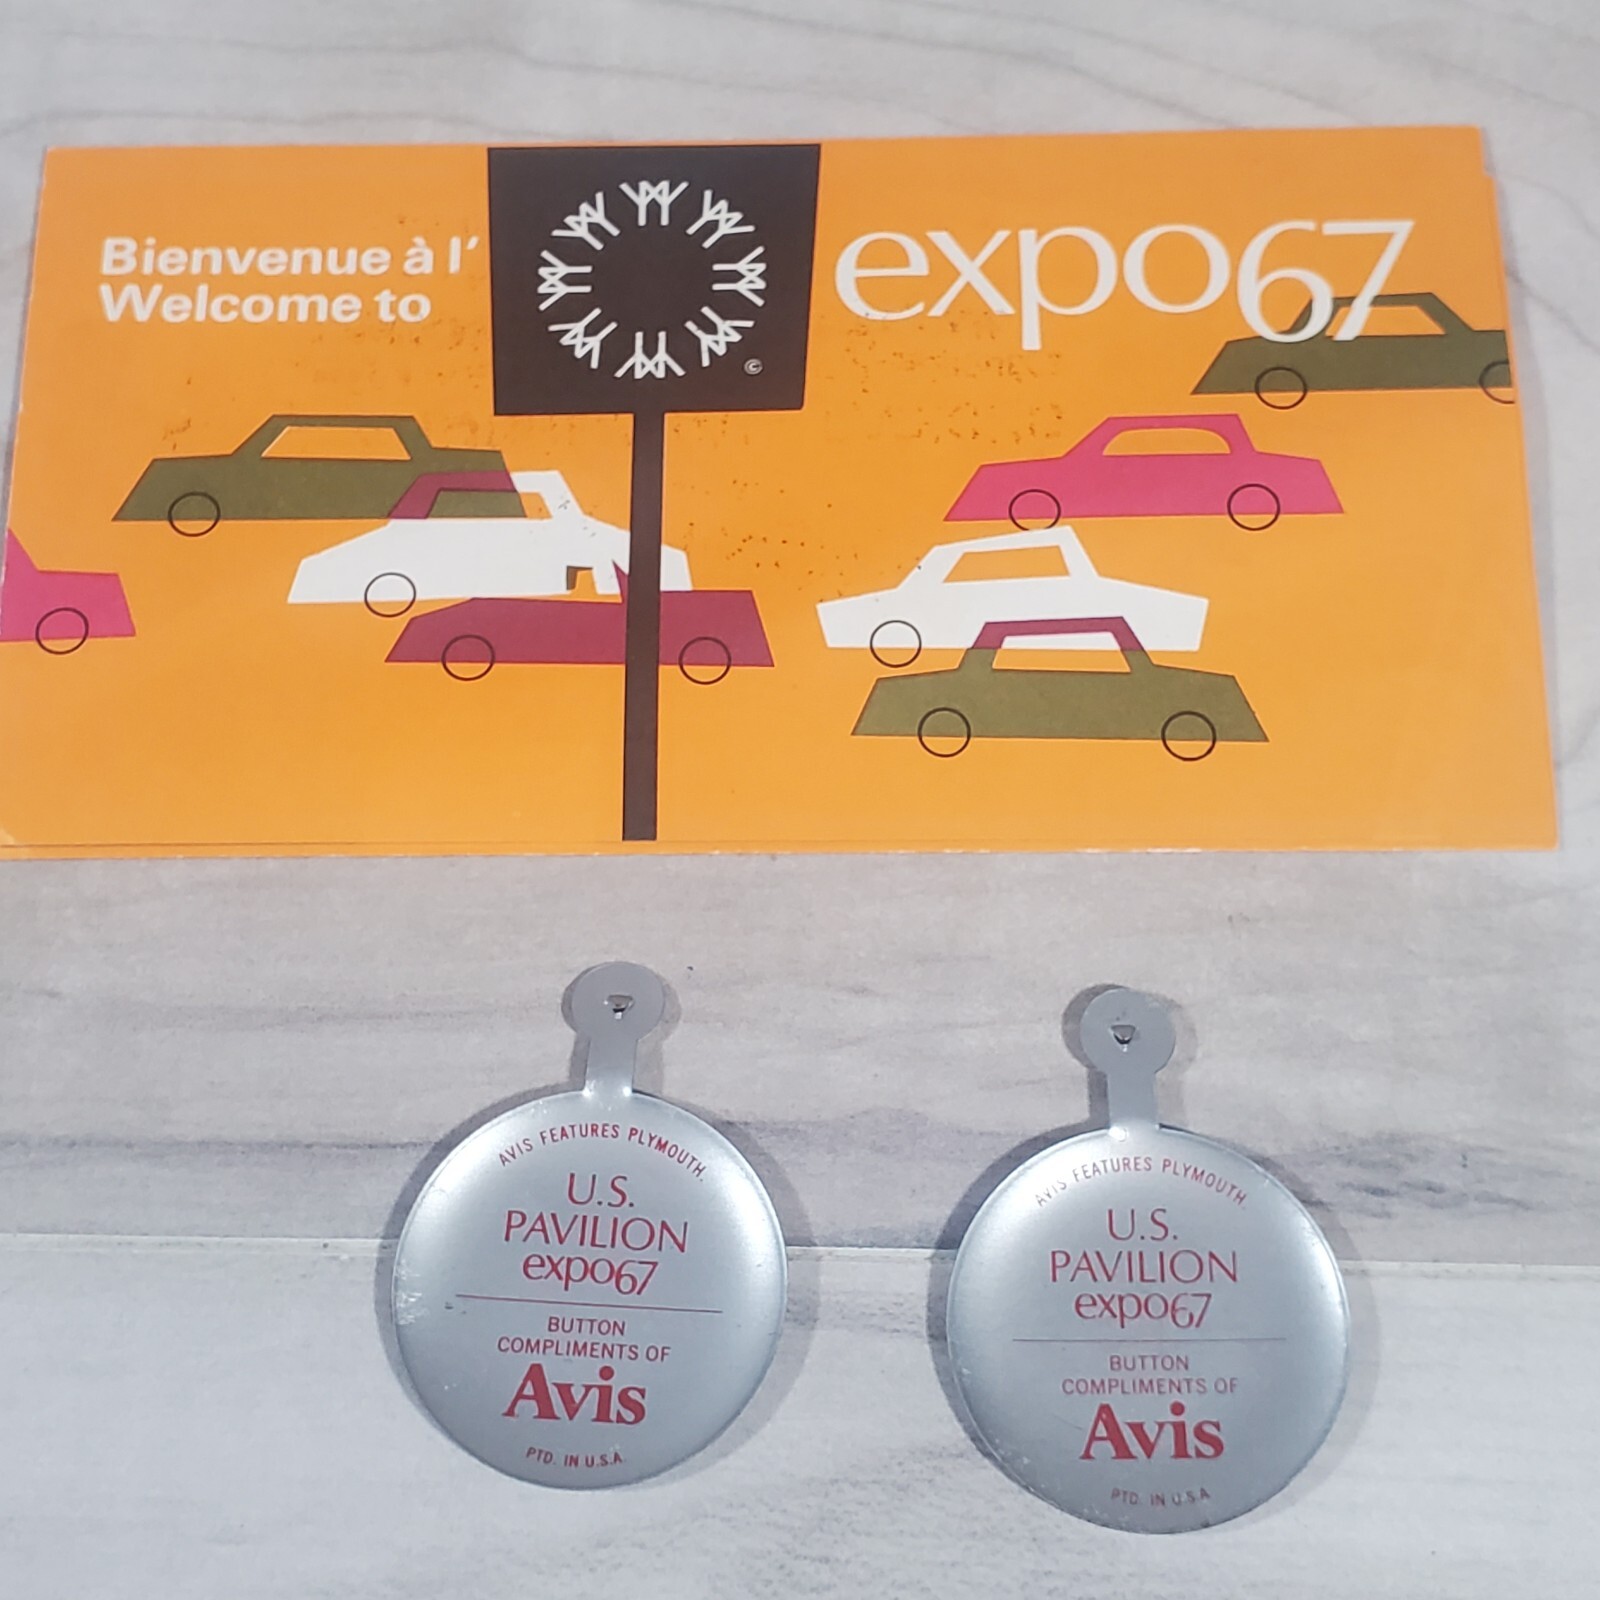 Bienvenue à l'
Welcome to
©
expo67
AVIS FEATURES PLYMOUTH.
U.S.
PAVILION
expo67
BUTTON
COMPLIMENTS OF
Avis
PTD. IN U.S.A.
AVIS FEATURES PLYMOUTH.
U.S.
PAVILION
expo67
BUTTON
COMPLIMENTS OF
Avis
PTD. IN U.S.A.